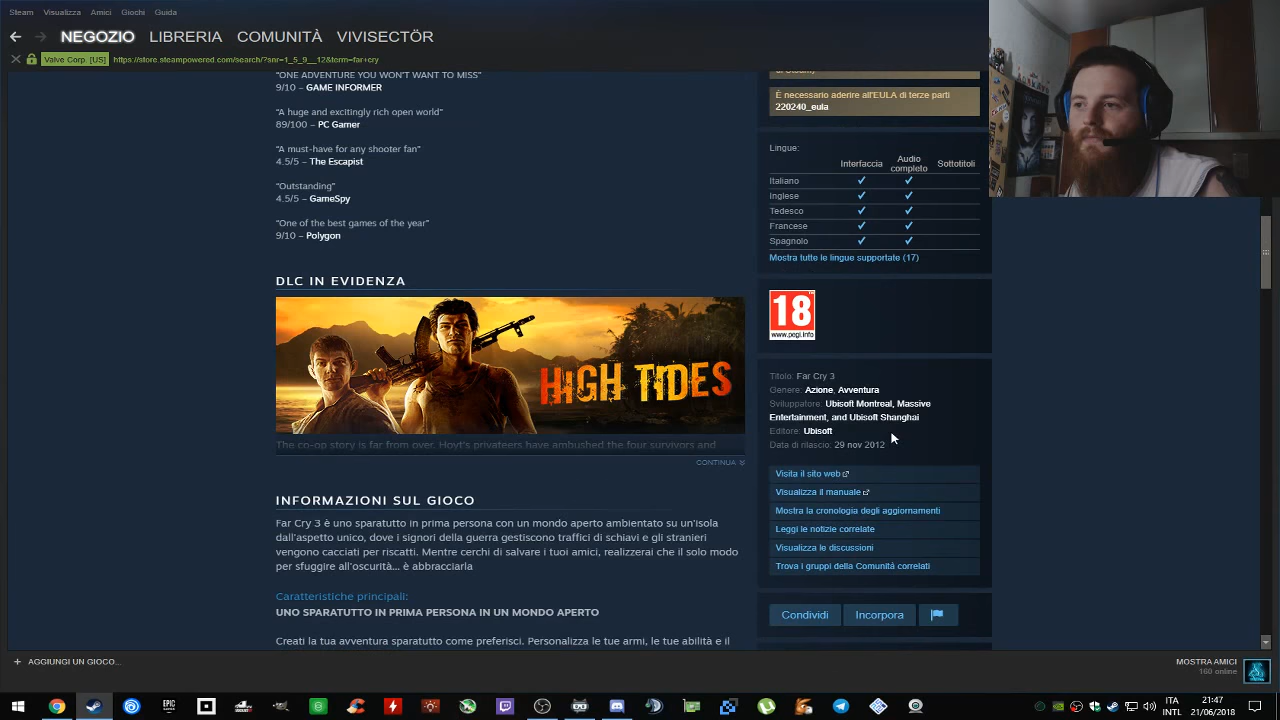 Steam Visualizza Amici Giochi Guida
NEGOZIO LIBRERIA COMUNITÀ VIVISECTÖR
Valve Corp. [US] https://store.steampowered.com/search/?snr=1_5_9__12&term=far+cry
"ONE ADVENTURE YOU WON'T WANT TO MISS"
9/10 – GAME INFORMER
"A huge and excitingly rich open world"
89/100 – PC Gamer
"A must-have for any shooter fan"
4.5/5 – The Escapist
"Outstanding"
4.5/5 – GameSpy
"One of the best games of the year"
9/10 – Polygon
DLC IN EVIDENZA
HIGH TIDES
The co-op story is far from over. Hoyt's privateers have ambushed the four survivors and
CONTINUA
INFORMAZIONI SUL GIOCO
Far Cry 3 è uno sparatutto in prima persona con un mondo aperto ambientato su un'isola
dall'aspetto unico, dove i signori della guerra gestiscono traffici di schiavi e gli stranieri
vengono cacciati per riscatti. Mentre cerchi di salvare i tuoi amici, realizzerai che il solo modo
per sfuggire all'oscurità... è abbracciarla
Caratteristiche principali:
UNO SPARATUTTO IN PRIMA PERSONA IN UN MONDO APERTO
Creati la tua avventura sparatutto come preferisci. Personalizza le tue armi, le tue abilità e il
di Steam)
È necessario aderire all'EULA di terze parti
220240_eula
Lingue:
Interfaccia Audio completo Sottotitoli
Italiano ✓ ✓
Inglese ✓ ✓
Tedesco ✓ ✓
Francese ✓ ✓
Spagnolo ✓ ✓
Mostra tutte le lingue supportate (17)
18
www.pegi.info
Titolo: Far Cry 3
Genere: Azione, Avventura
Sviluppatore: Ubisoft Montreal, Massive
Entertainment, and Ubisoft Shanghai
Editore: Ubisoft
Data di rilascio: 29 nov 2012
Visita il sito web
Visualizza il manuale
Mostra la cronologia degli aggiornamenti
Leggi le notizie correlate
Visualizza le discussioni
Trova i gruppi della Comunità correlati
Condividi Incorpora
+ AGGIUNGI UN GIOCO...
MOSTRA AMICI
160 online
EPIC GAMES
ITA
INTL
21:47
21/06/2018